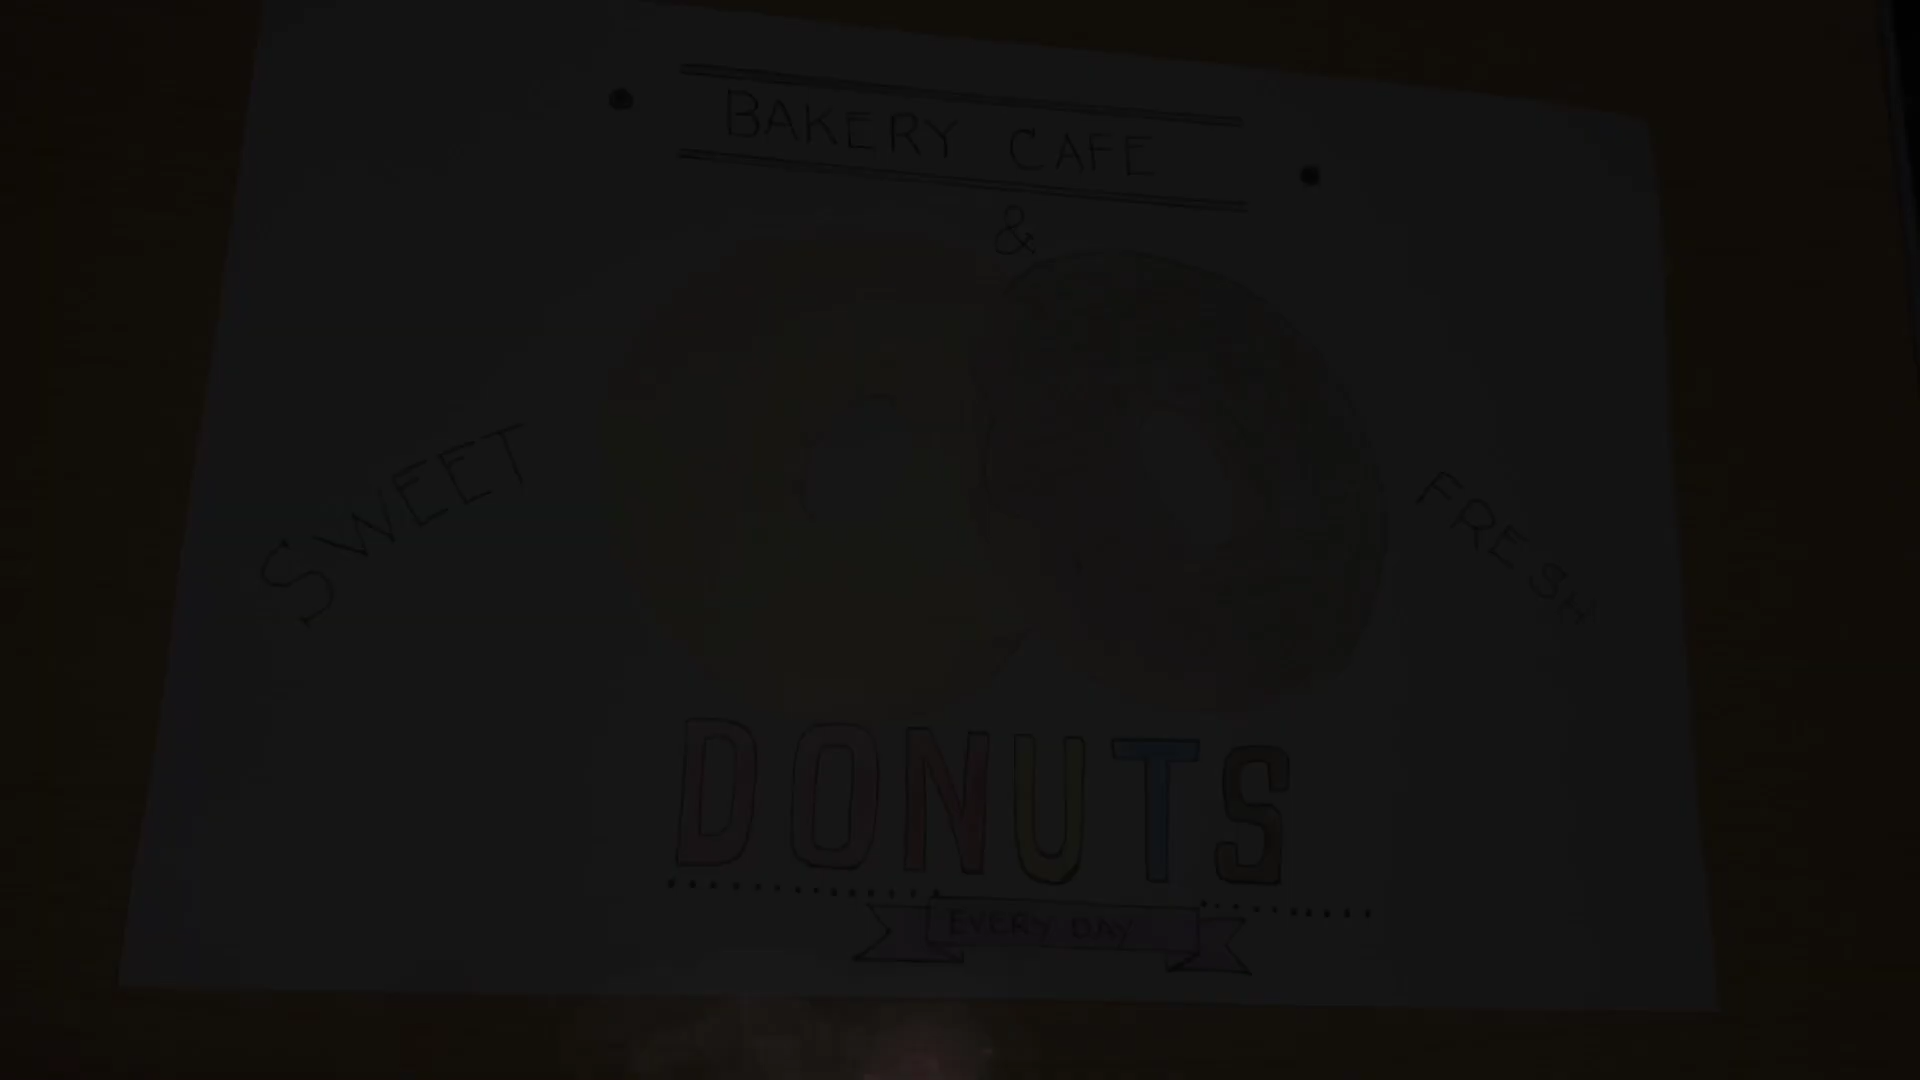 BAKERY CAFE
&
SWEET
FRESH
DONUTS
EVERY DAY